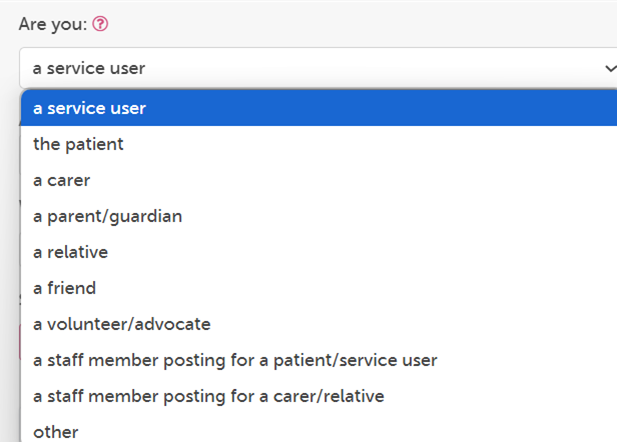 Are you: ?
a service user
a service user
the patient
a carer
a parent/guardian
a relative
a friend
a volunteer/advocate
a staff member posting for a patient/service user
a staff member posting for a carer/relative
other